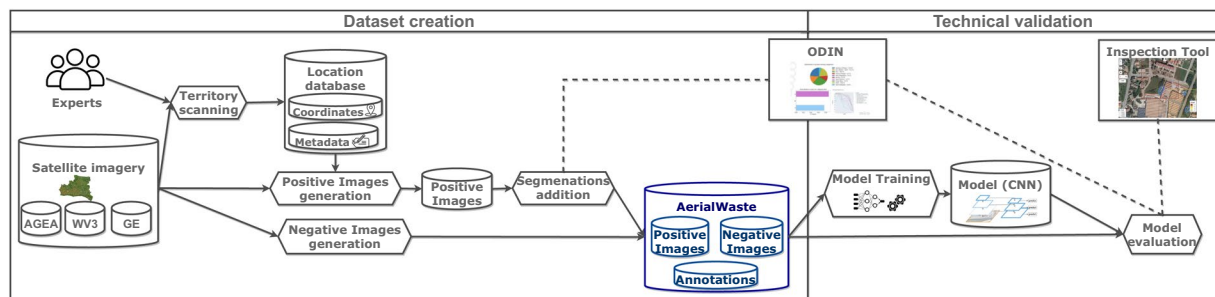 Dataset creation
Technical validation
Experts
Territory
scanning
Location
database
Coordinates
Metadata
ODIN
Inspection Tool
Satellite imagery
AGEA
WV3
GE
Positive Images
generation
Positive
Images
Segmenations
addition
Negative Images
generation
AerialWaste
Positive
Images
Negative
Images
Annotations
Model Training
Model (CNN)
Model
evaluation